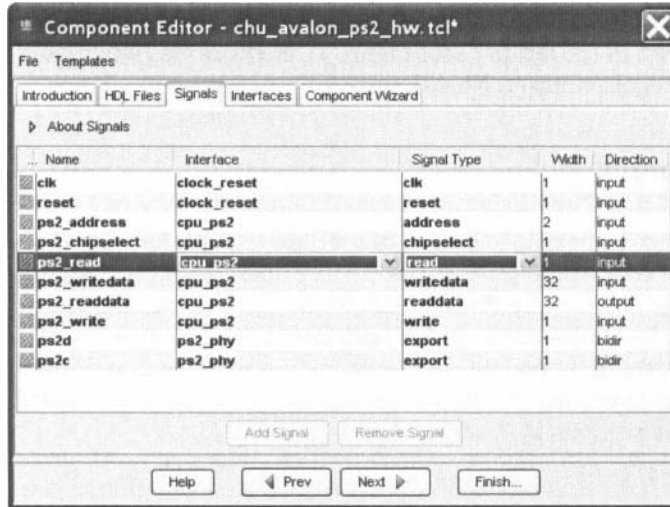 Component Editor - chu_avalon_ps2_hw.tcl*
File Templates
Introduction HDL Files Signals Interfaces Component Wizard
About Signals
... Name Interface Signal Type Width Direction
clk clock_reset clk 1 input
reset clock_reset reset 1 input
ps2_address cpu_ps2 address 2 input
ps2_chipselect cpu_ps2 chipselect 1 input
ps2_read cpu_ps2 read 1 input
ps2_writedata cpu_ps2 writedata 32 input
ps2_readdata cpu_ps2 readdata 32 output
ps2_write cpu_ps2 write 1 input
ps2d ps2_phy export 1 bidir
ps2c ps2_phy export 1 bidir
Add Signal Remove Signal
Help Prev Next Finish...